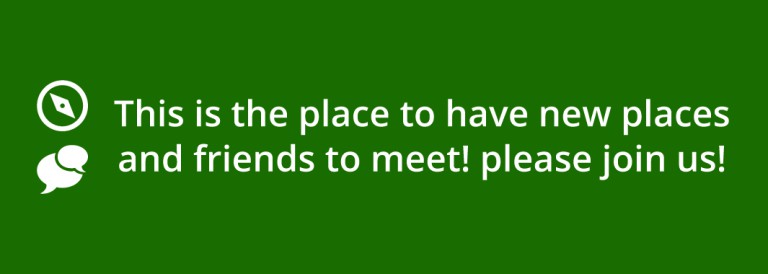 This is the place to have new places
and friends to meet! please join us!